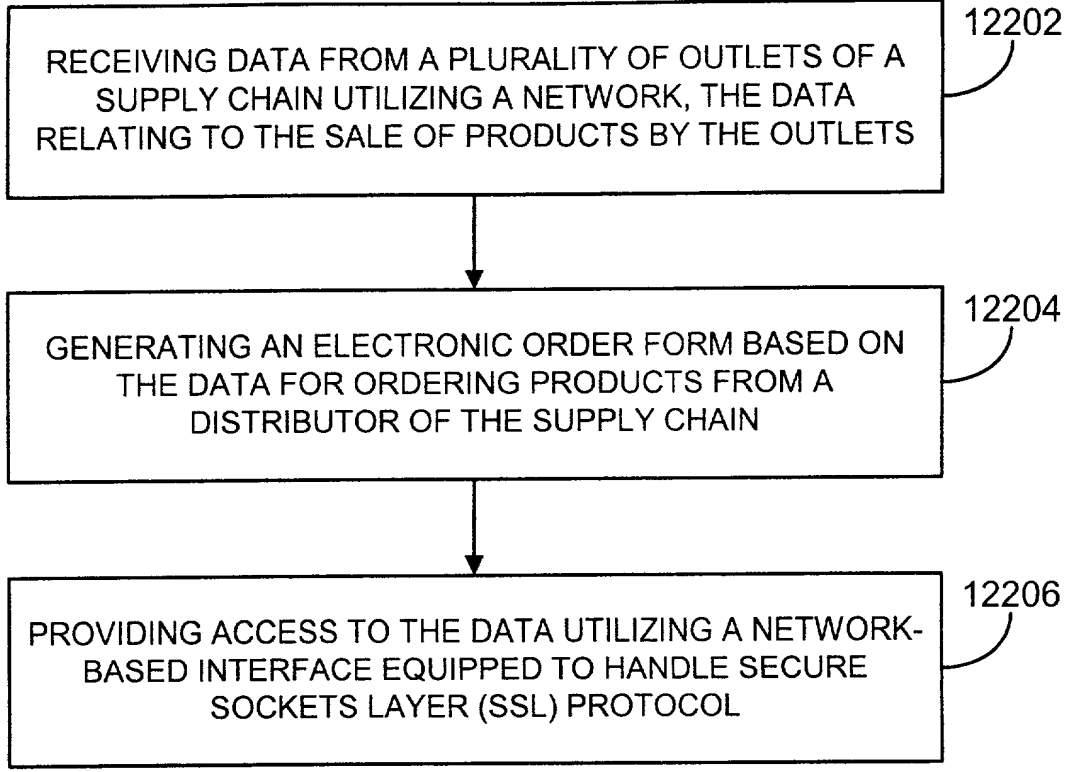 12202
RECEIVING DATA FROM A PLURALITY OF OUTLETS OF A
SUPPLY CHAIN UTILIZING A NETWORK, THE DATA
RELATING TO THE SALE OF PRODUCTS BY THE OUTLETS
12204
GENERATING AN ELECTRONIC ORDER FORM BASED ON
THE DATA FOR ORDERING PRODUCTS FROM A
DISTRIBUTOR OF THE SUPPLY CHAIN
12206
PROVIDING ACCESS TO THE DATA UTILIZING A NETWORK-
BASED INTERFACE EQUIPPED TO HANDLE SECURE
SOCKETS LAYER (SSL) PROTOCOL